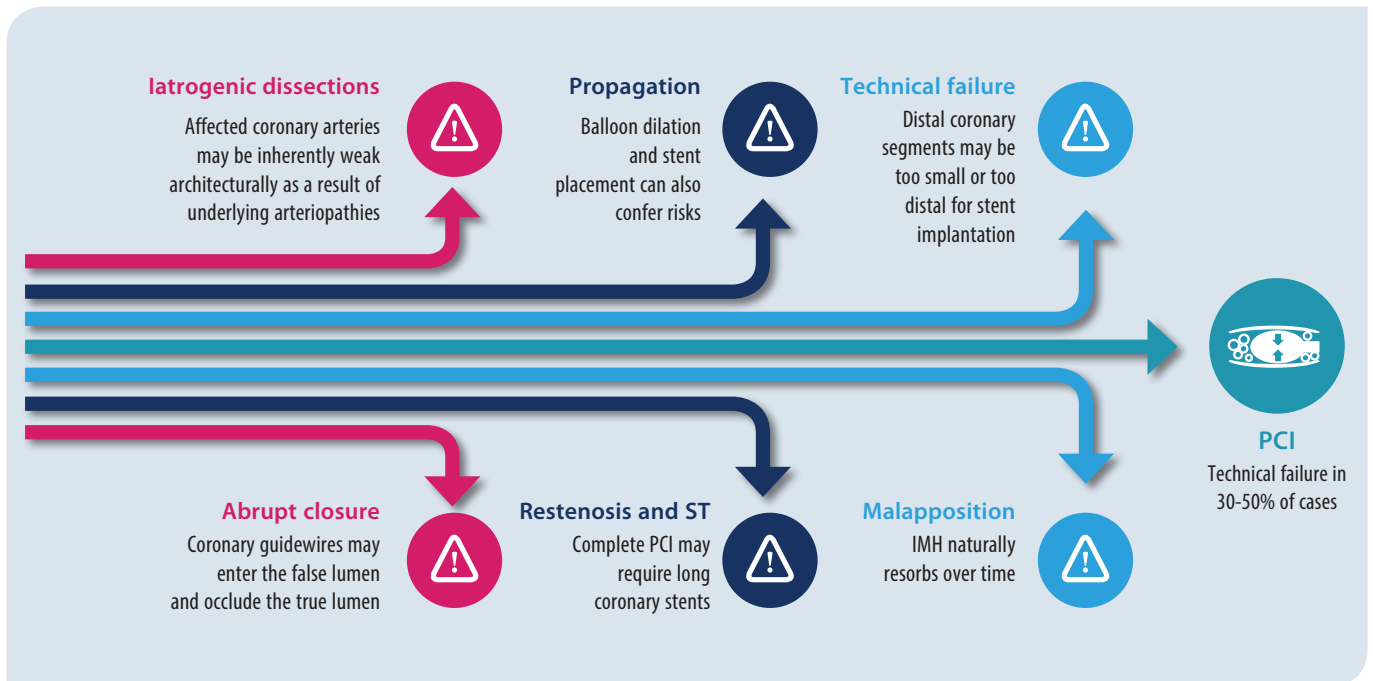 Iatrogenic dissections
Affected coronary arteries
may be inherently weak
architecturally as a result of
underlying arteriopathies
Propagation
Balloon dilation
and stent
placement can also
confer risks
Technical failure
Distal coronary
segments may be
too small or too
distal for stent
implantation
PCI
Technical failure in
30-50% of cases
Abrupt closure
Coronary guidewires may
enter the false lumen
and occlude the true lumen
Restenosis and ST
Complete PCI may
require long
coronary stents
Malapposition
IMH naturally
resorbs over time